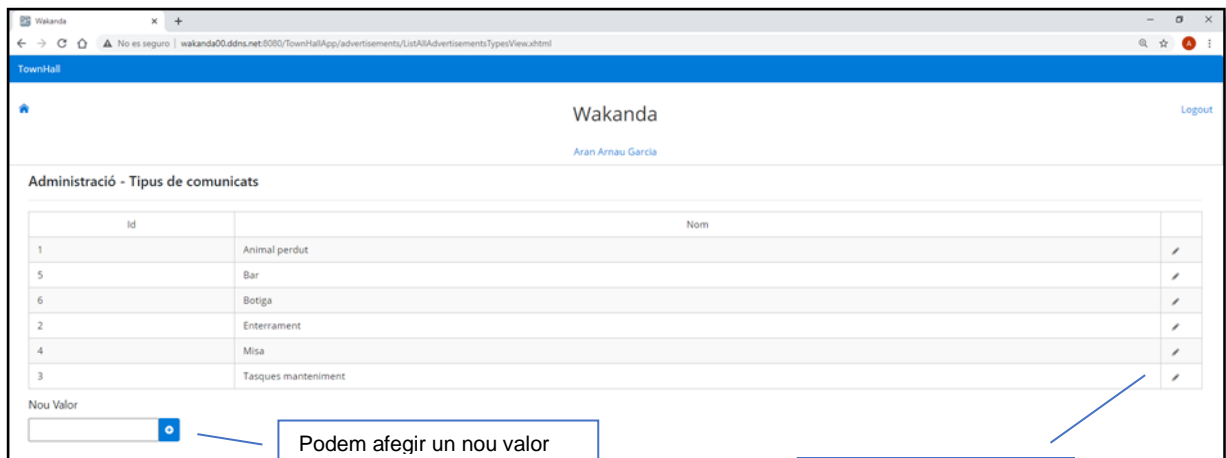 Wakanda
No es seguro | wakanda00.ddns.net:8080/TownHallApp/advertisements/ListAllAdvertisementsTypesView.xhtml
A
TownHall
Wakanda
Logout
Aran Arnau Garcia
Administració - Tipus de comunicats
Id Nom
1 Animal perdut
5 Bar
6 Botiga
2 Enterrament
4 Misa
3 Tasques manteniment
Nou Valor
Podem afegir un nou valor